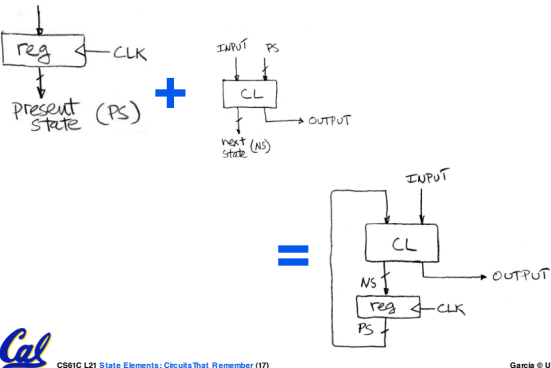 reg
CLK
present
state (PS)
+
INPUT PS
CL
OUTPUT
next
state (NS)
=
INPUT
CL
OUTPUT
NS
reg
CLK
PS
Cal
CS61C L21 State Elements: Circuits That Remember (17)
Garcia © U